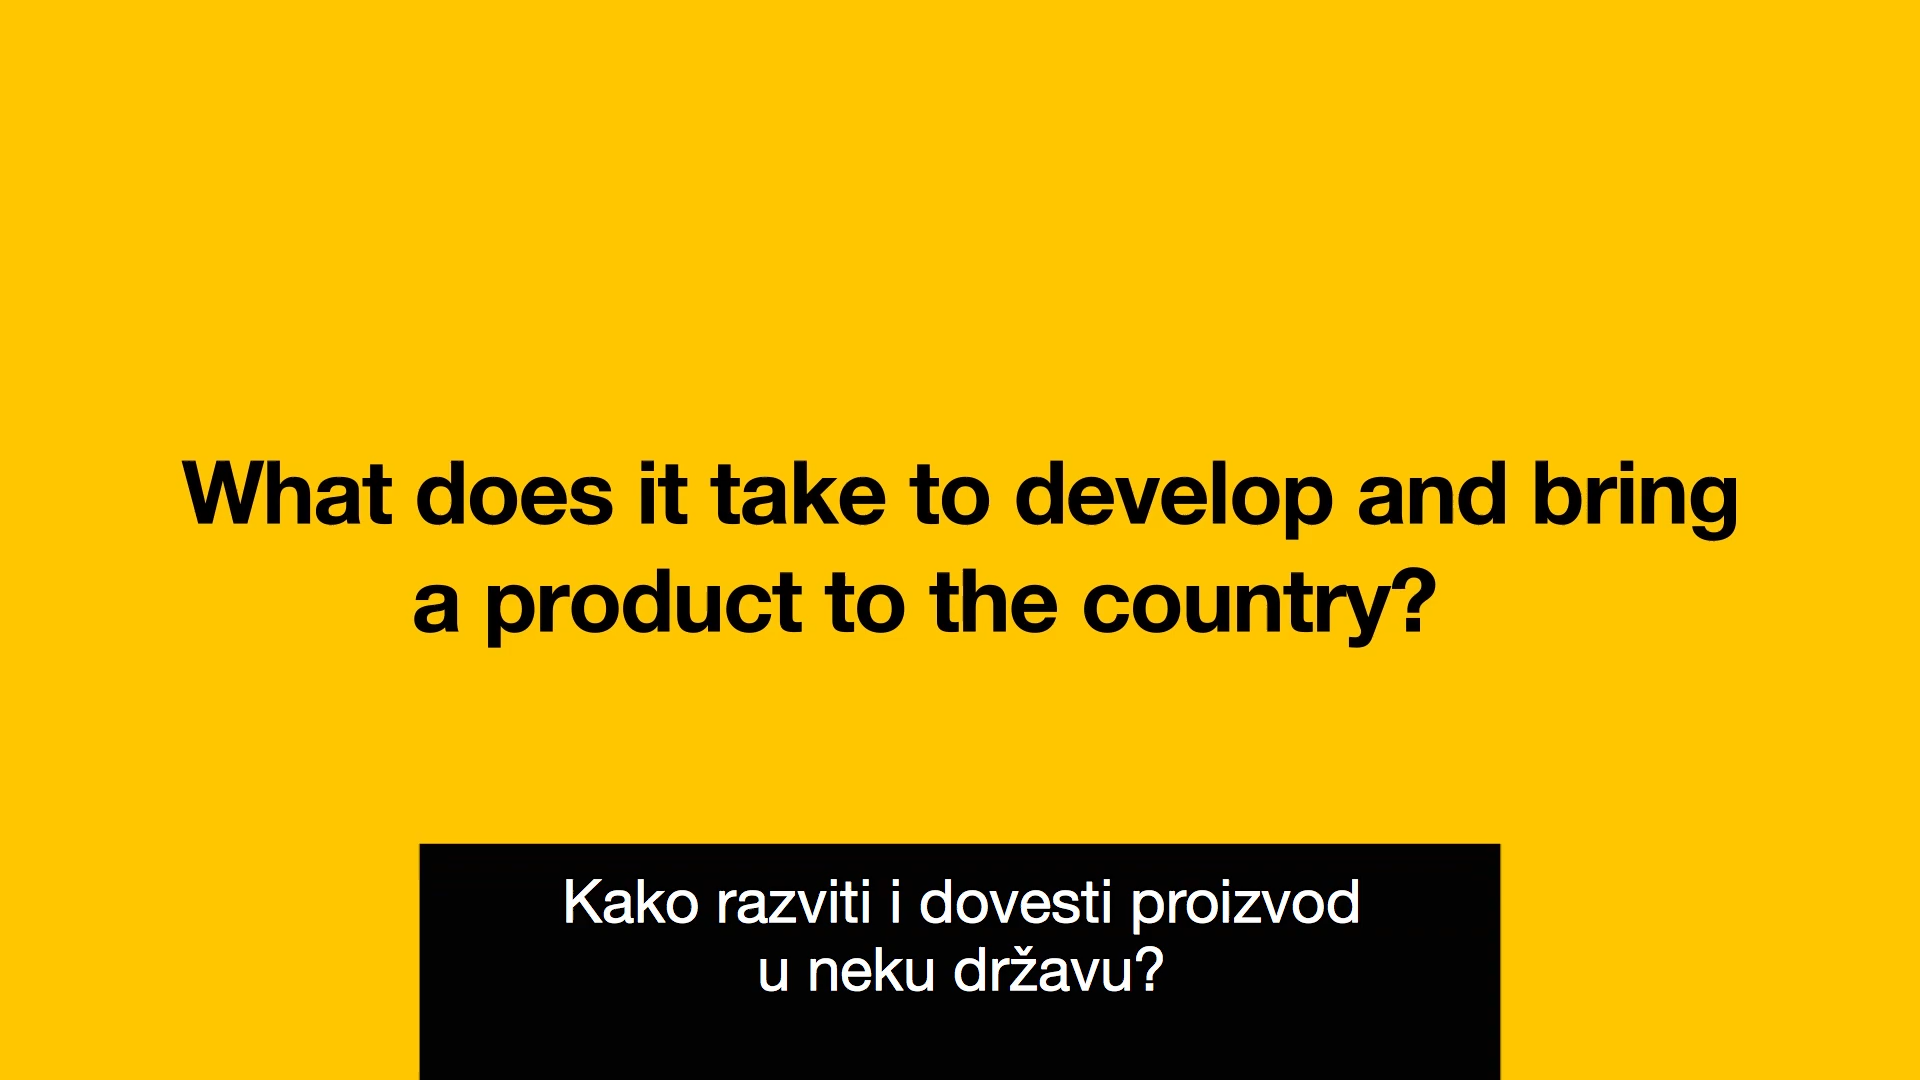 What does it take to develop and bring
a product to the country?
Kako razviti i dovesti proizvod
u neku državu?